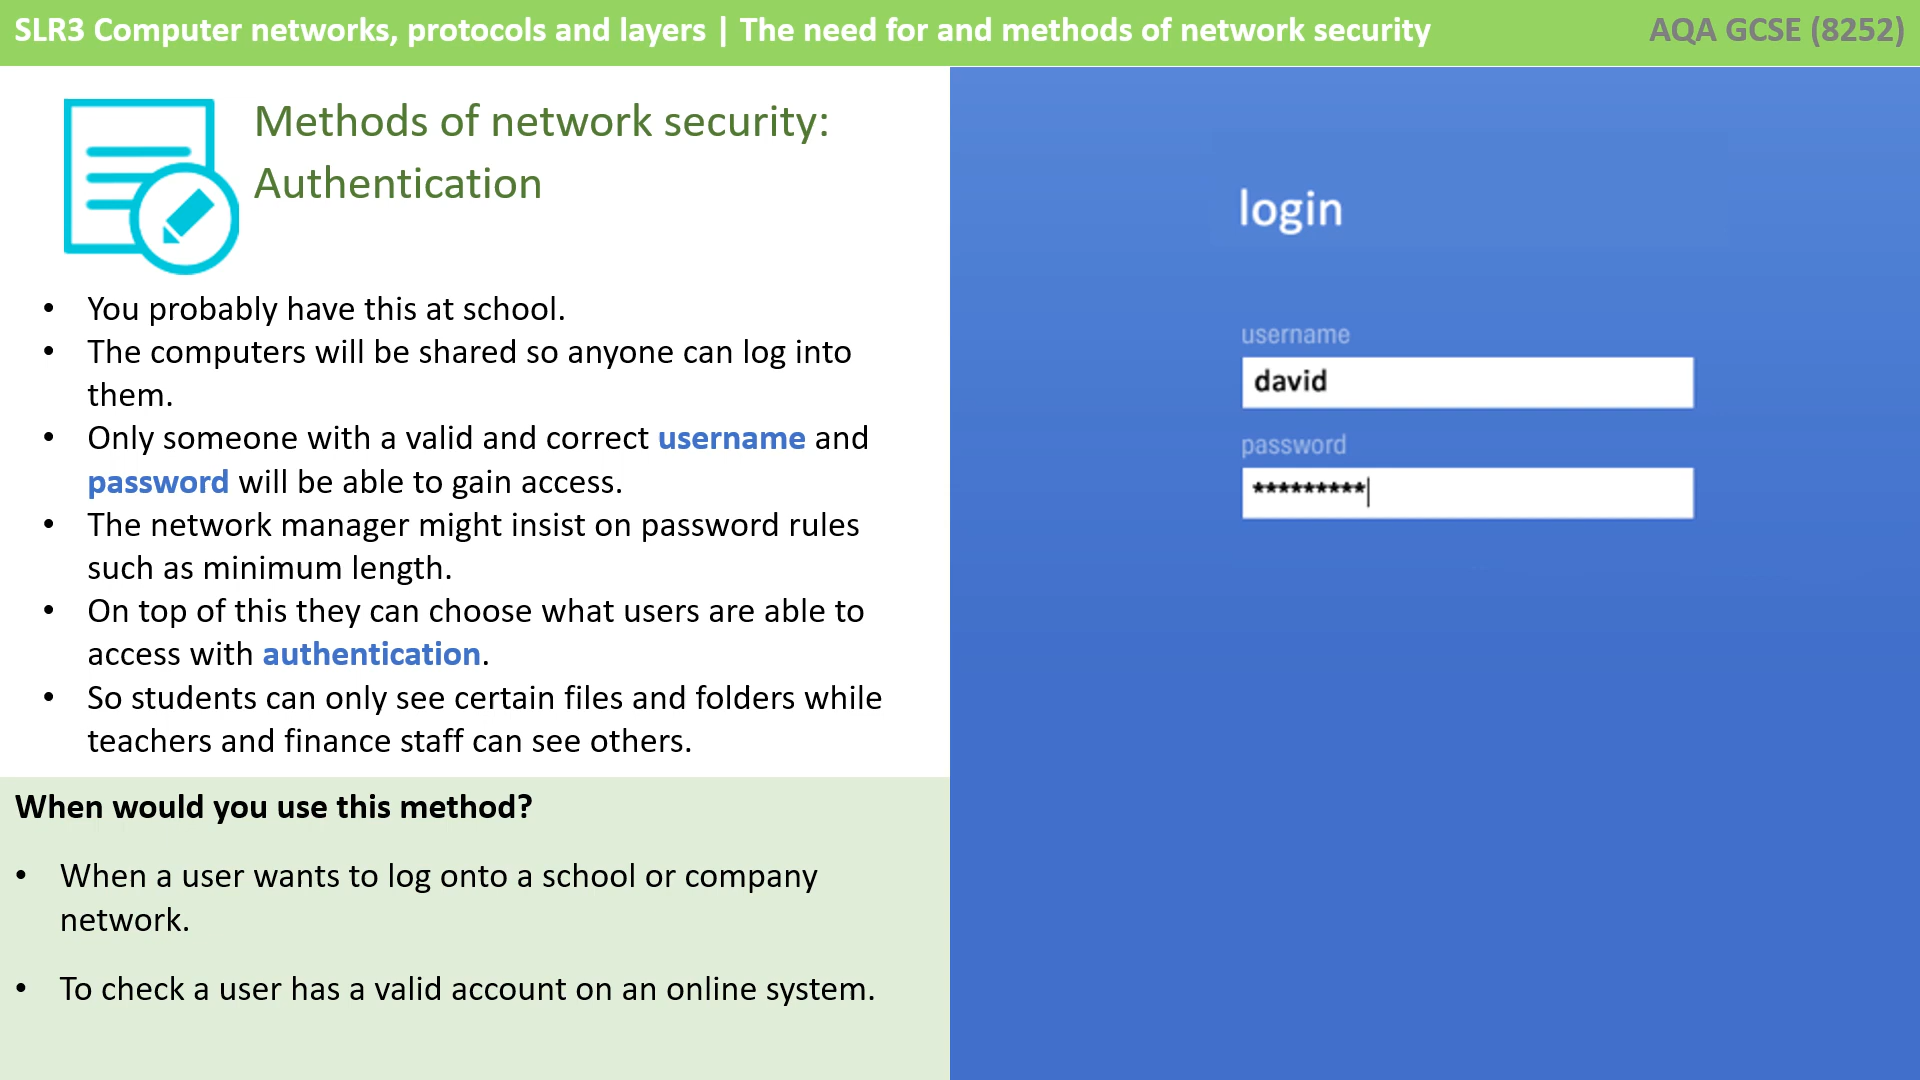 SLR3 Computer networks, protocols and layers | The need for and methods of network security
AQA GCSE (8252)
Methods of network security:
Authentication
• You probably have this at school.
• The computers will be shared so anyone can log into
them.
• Only someone with a valid and correct username and
password will be able to gain access.
• The network manager might insist on password rules
such as minimum length.
• On top of this they can choose what users are able to
access with authentication.
• So students can only see certain files and folders while
teachers and finance staff can see others.
When would you use this method?
• When a user wants to log onto a school or company
network.
• To check a user has a valid account on an online system.
login
username
david
password
*********